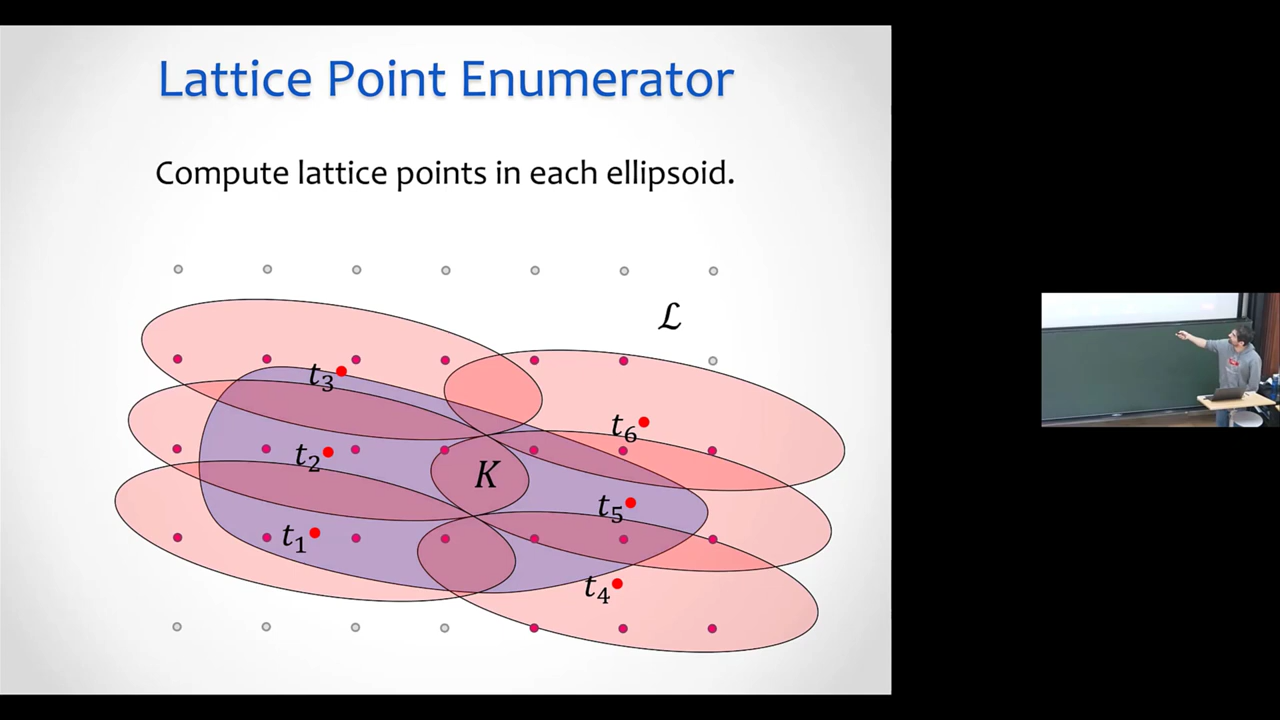 Lattice Point Enumerator
Compute lattice points in each ellipsoid.
ℒ
t₃
t₆
t₂
K
t₅
t₁
t₄